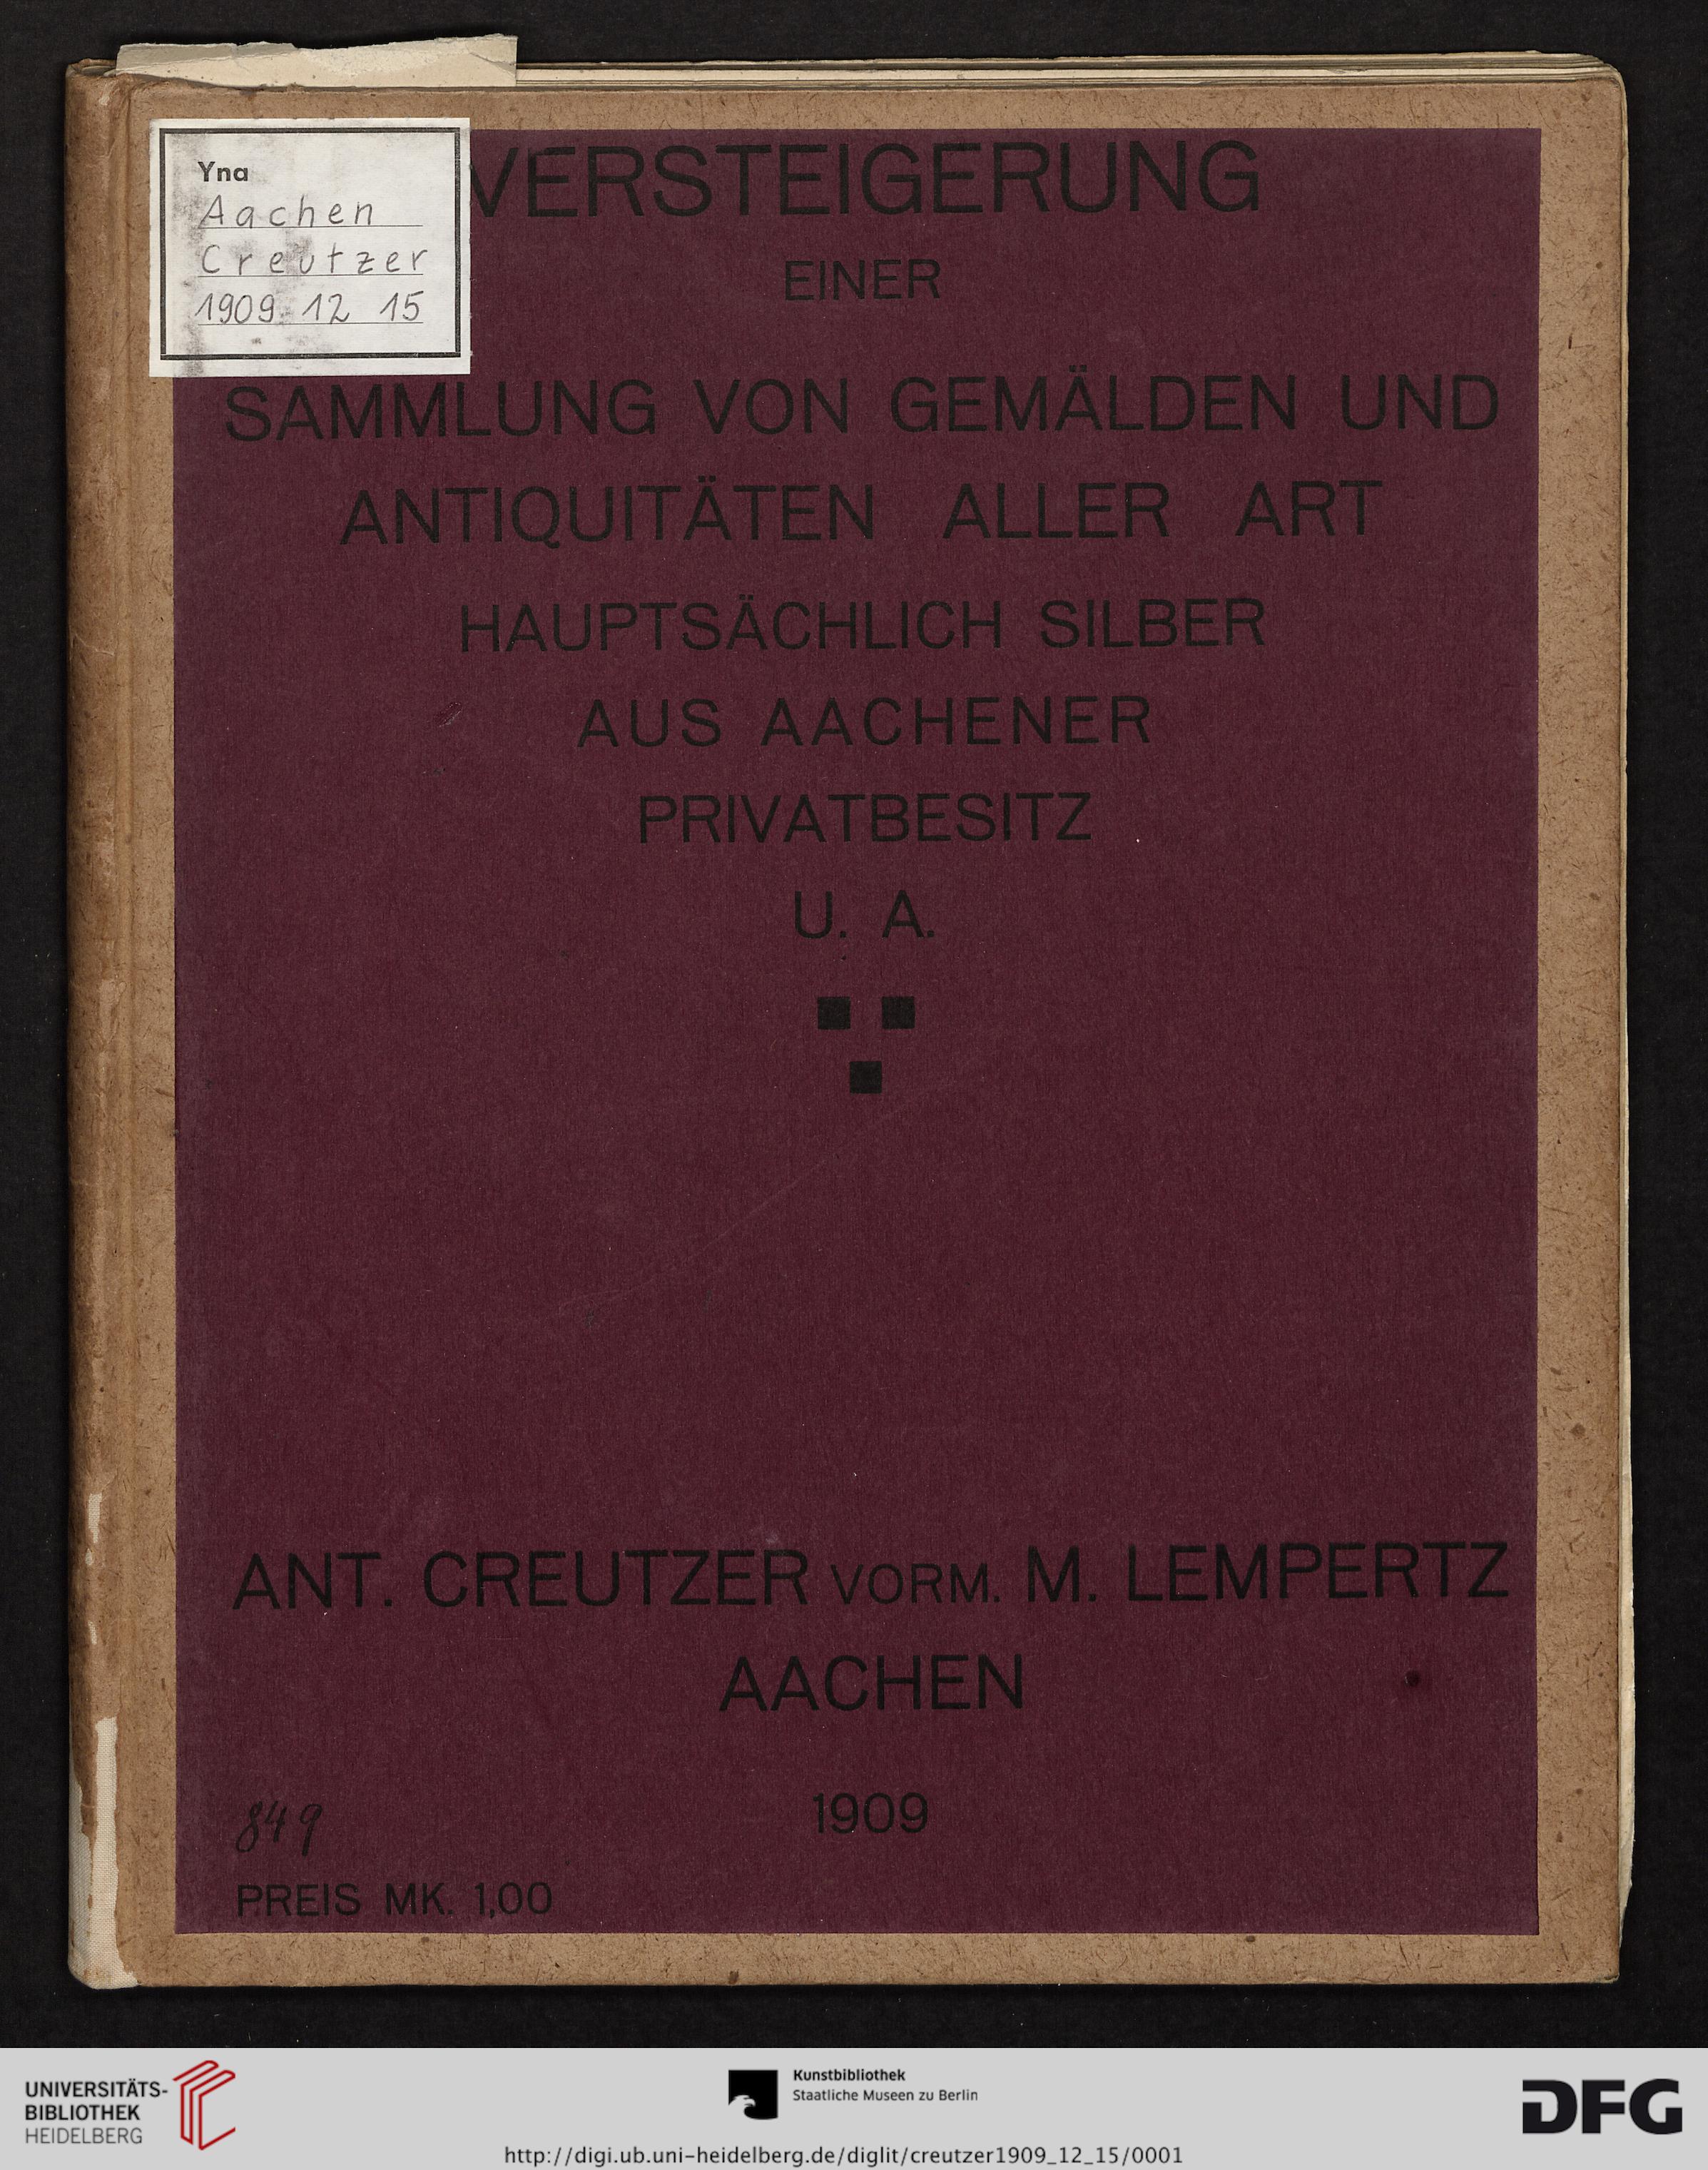 Yna
Aachen
Creutzer
1909.12 15
VERSTEIGERUNG
EINER
SAMMLUNG VON GEMÄLDEN UND
ANTIQUITÄTEN ALLER ART
HAUPTSÄCHLICH SILBER
AUS AACHENER
PRIVATBESITZ
U. A.
ANT. CREUTZER VORM. M. LEMPERTZ
AACHEN
1909
849
PREIS MK. 1,00
UNIVERSITÄTS-
BIBLIOTHEK
HEIDELBERG
Kunstbibliothek
Staatliche Museen zu Berlin
DFG
http://digi.ub.uni-heidelberg.de/diglit/creutzer1909_12_15/0001